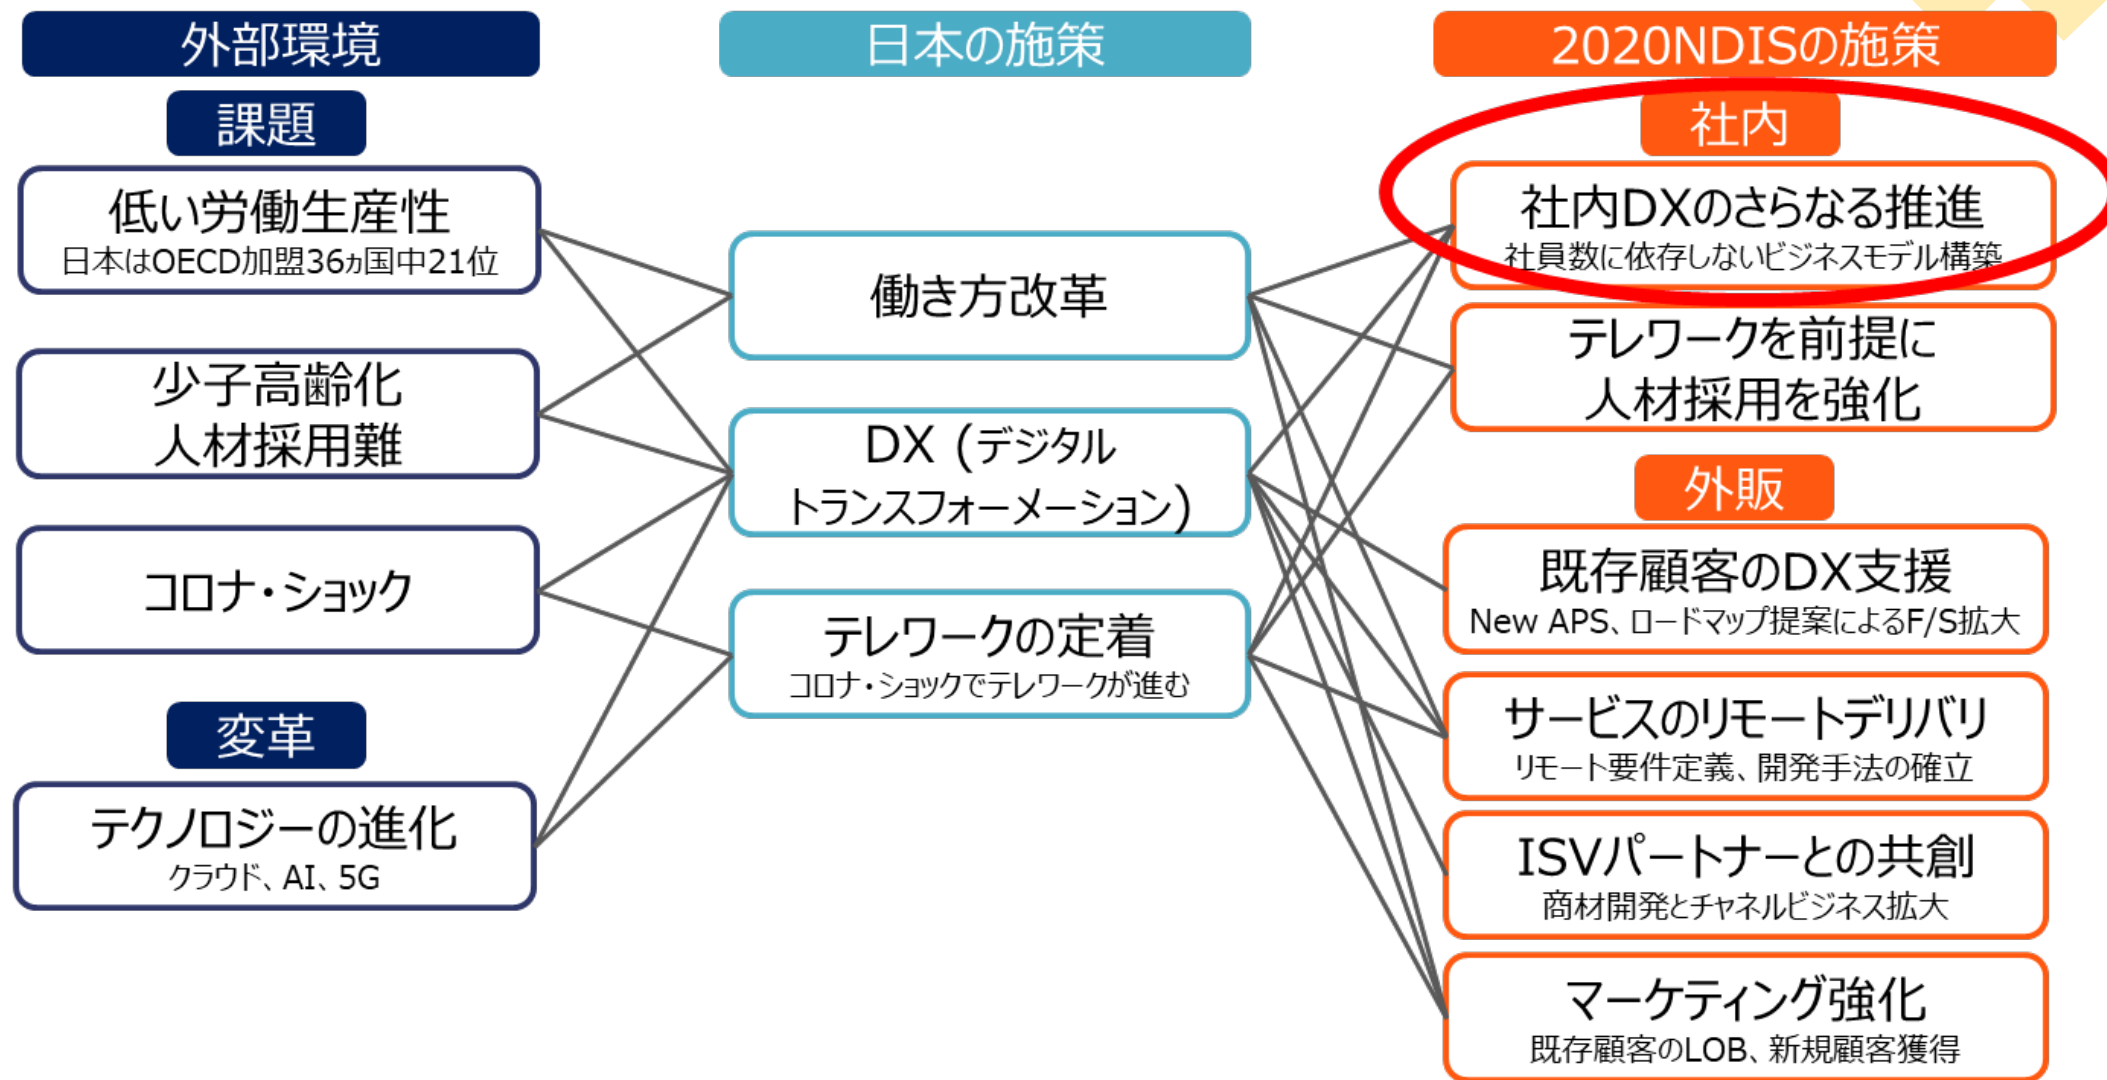 外部環境
課題
低い労働生産性
日本はOECD加盟36ヵ国中21位
少子高齢化
人材採用難
コロナ・ショック
変革
テクノロジーの進化
クラウド、AI、5G
日本の施策
働き方改革
DX (デジタル
トランスフォーメーション)
テレワークの定着
コロナ・ショックでテレワークが進む
2020NDISの施策
社内
社内DXのさらなる推進
社員数に依存しないビジネスモデル構築
テレワークを前提に
人材採用を強化
外販
既存顧客のDX支援
New APS、ロードマップ提案によるF/S拡大
サービスのリモートデリバリ
リモート要件定義、開発手法の確立
ISVパートナーとの共創
商材開発とチャネルビジネス拡大
マーケティング強化
既存顧客のLOB、新規顧客獲得